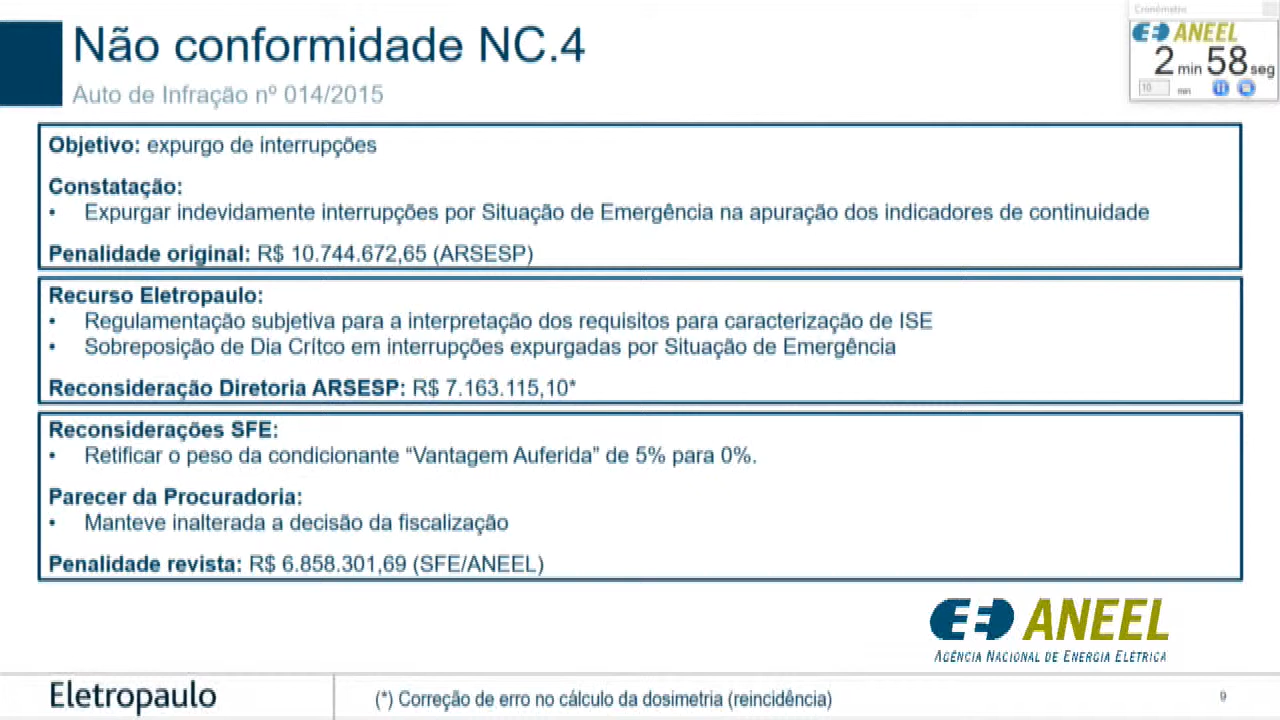 Não conformidade NC.4
Auto de Infração nº 014/2015
Cronômetro
ANEEL
2 min 58 seg
10 min
Objetivo: expurgo de interrupções
Constatação:
• Expurgar indevidamente interrupções por Situação de Emergência na apuração dos indicadores de continuidade
Penalidade original: R$ 10.744.672,65 (ARSESP)
Recurso Eletropaulo:
• Regulamentação subjetiva para a interpretação dos requisitos para caracterização de ISE
• Sobreposição de Dia Crítco em interrupções expurgadas por Situação de Emergência
Reconsideração Diretoria ARSESP: R$ 7.163.115,10*
Reconsiderações SFE:
• Retificar o peso da condicionante “Vantagem Auferida” de 5% para 0%.
Parecer da Procuradoria:
• Manteve inalterada a decisão da fiscalização
Penalidade revista: R$ 6.858.301,69 (SFE/ANEEL)
ANEEL
AGÊNCIA NACIONAL DE ENERGIA ELÉTRICA
Eletropaulo
(*) Correção de erro no cálculo da dosimetria (reincidência)
9